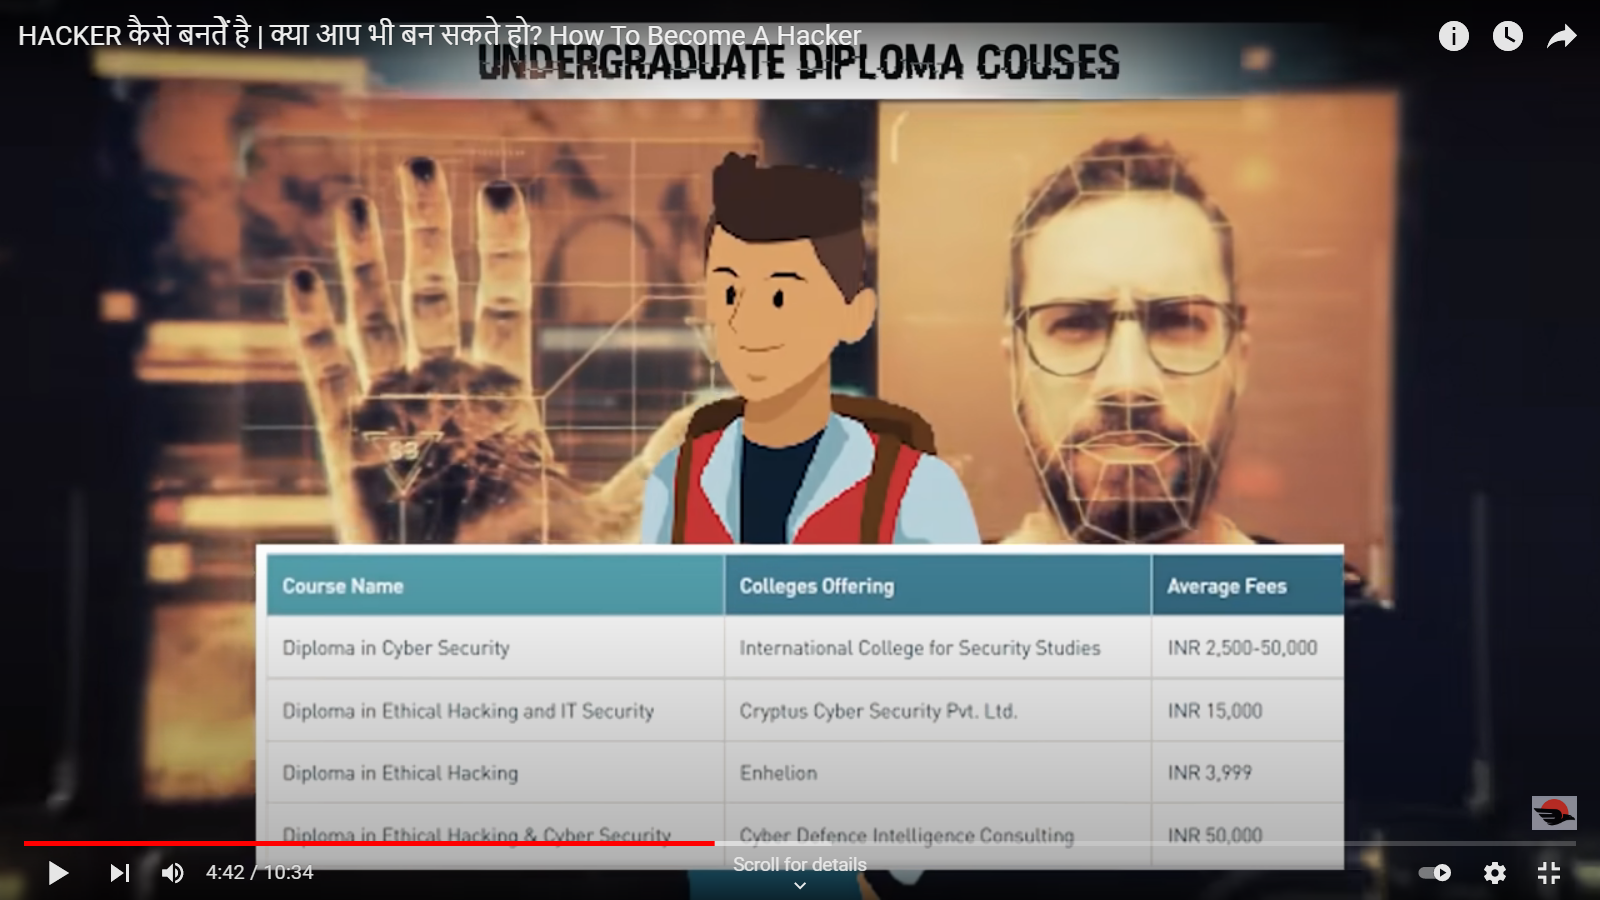 HACKER कैसे बनतेें है | क्या आप भी बन सकते हो? How To Become A Hacker
UNDERGRADUATE DIPLOMA COUSES
93
Course Name Colleges Offering Average Fees
Diploma in Cyber Security International College for Security Studies INR 2,500-50,000
Diploma in Ethical Hacking and IT Security Cryptus Cyber Security Pvt. Ltd. INR 15,000
Diploma in Ethical Hacking Enhelion INR 3,999
Diploma in Ethical Hacking & Cyber Security Cyber Defence Intelligence Consulting INR 50,000
4:42 / 10:34
Scroll for details